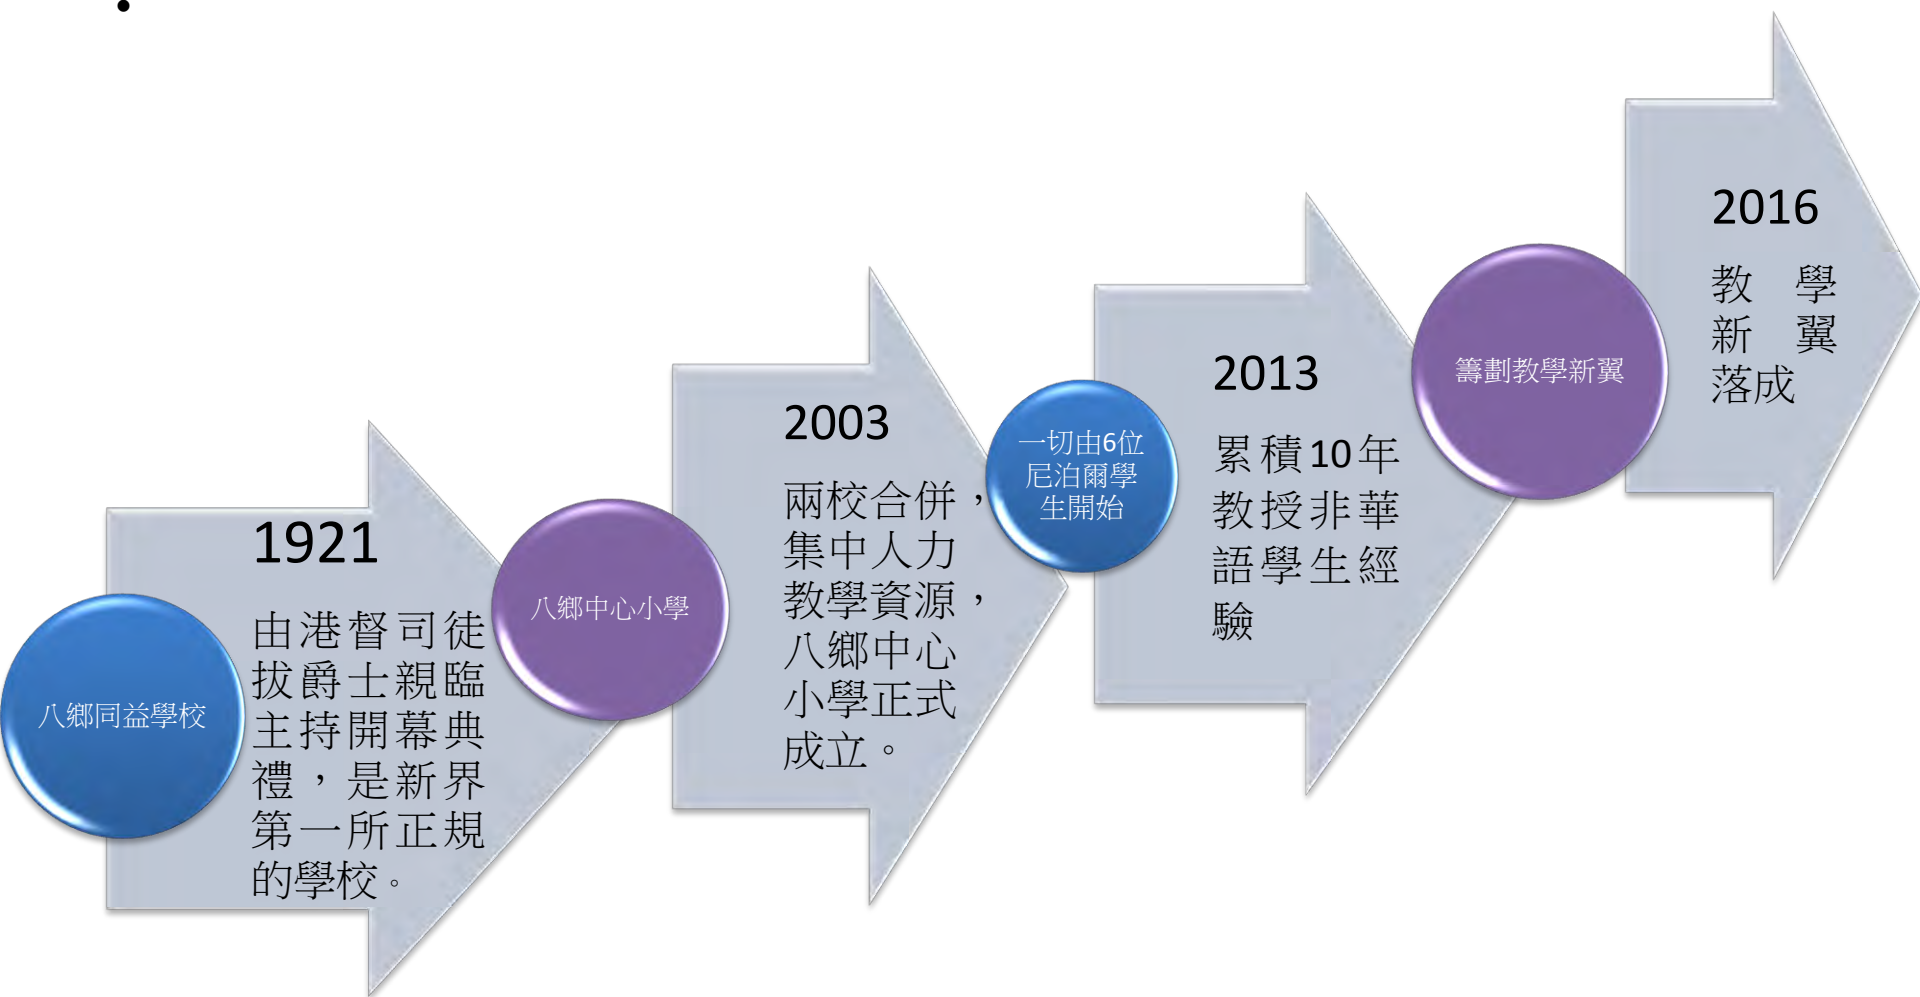 •
八鄉同益學校
1921
由港督司徒
拔爵士親臨
主持開幕典
禮，是新界
第一所正規
的學校。
八鄉中心小學
2003
兩校合併，
集中人力
教學資源，
八鄉中心
小學正式
成立。
一切由6位
尼泊爾學
生開始
2013
累積10年
教授非華
語學生經
驗
籌劃教學新翼
2016
教學
新翼
落成